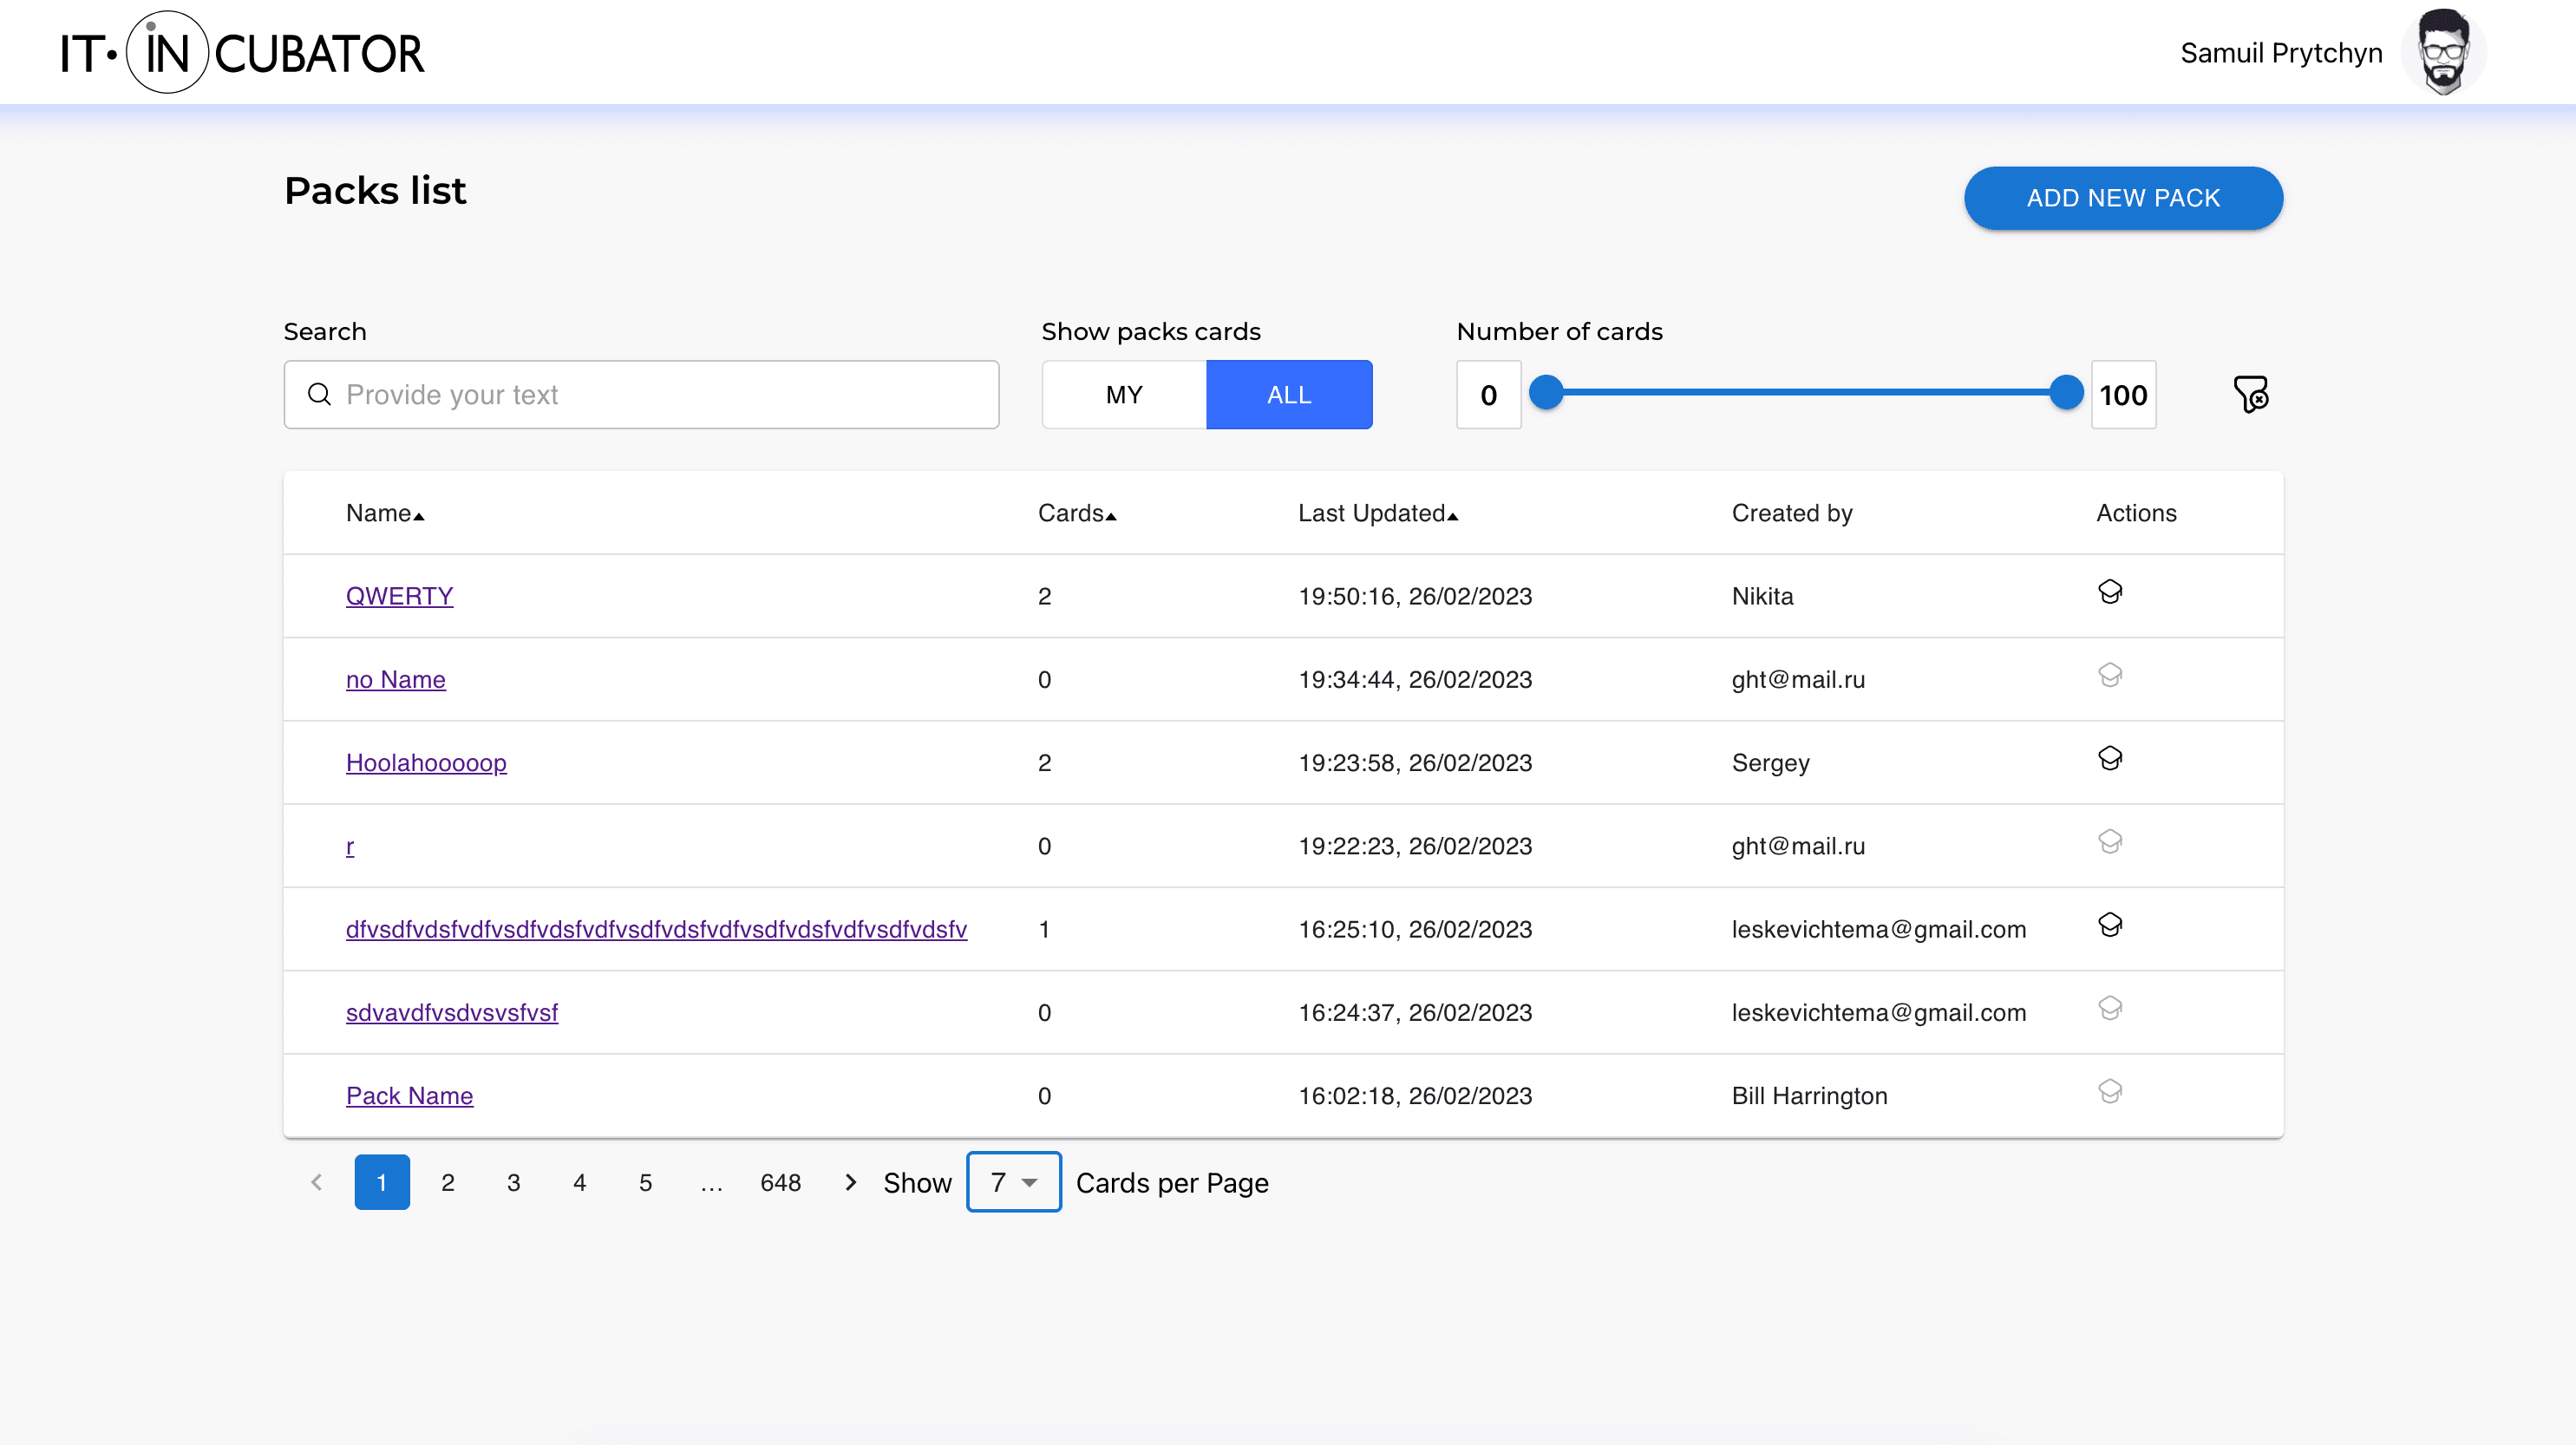 IT·INCUBATOR
Samuil Prytchyn
Packs list
ADD NEW PACK
Search
Show packs cards
Number of cards
Provide your text
MY
ALL
0
100
Name Cards Last Updated Created by Actions
QWERTY 2 19:50:16, 26/02/2023 Nikita
no Name 0 19:34:44, 26/02/2023 ght@mail.ru
Hoolahooooop 2 19:23:58, 26/02/2023 Sergey
r 0 19:22:23, 26/02/2023 ght@mail.ru
dfvsdfvdsfvdfvsdfvdsfvdfvsdfvdsfvdfvsdfvdsfvdfvsdfvdsfv 1 16:25:10, 26/02/2023 leskevichtema@gmail.com
sdvavdfvsdvsvsfvsf 0 16:24:37, 26/02/2023 leskevichtema@gmail.com
Pack Name 0 16:02:18, 26/02/2023 Bill Harrington
1 2 3 4 5 … 648 Show 7 Cards per Page